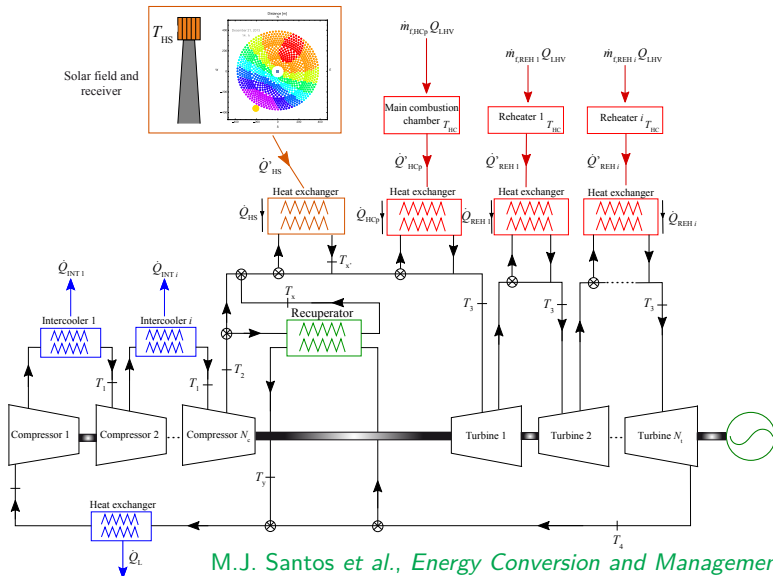 T_HS
Solar field and
receiver
Distance [m]
ṁ_f,HCp Q_LHV
ṁ_f,REH 1 Q_LHV
ṁ_f,REH i Q_LHV
Main combustion
chamber T_HC
Reheater 1
T_HC
Reheater i
T_HC
Q̇'_HS
Q̇'_HCp
Q̇'_REH 1
Q̇'_REH i
Heat exchanger
Heat exchanger
Heat exchanger
Heat exchanger
Q̇_HS
Q̇_HCp
Q̇_REH 1
Q̇_REH i
Q̇_INT 1
Q̇_INT i
T_x'
T_x
Intercooler 1
Intercooler i
Recuperator
T_3
T_3
T_3
T_1
T_1
T_2
Compressor 1
Compressor 2
Compressor N_c
Turbine 1
Turbine 2
Turbine N_t
T_y
Heat exchanger
T_4
Q̇_L
M.J. Santos et al., Energy Conversion and Managemen